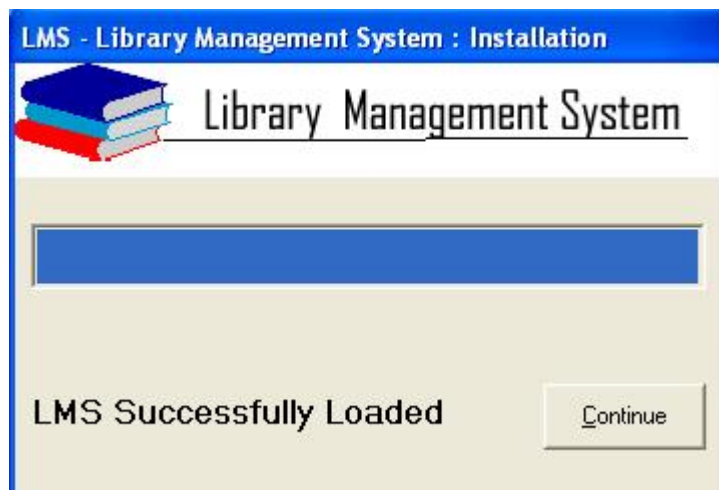 LMS - Library Management System : Installation
Library Management System
LMS Successfully Loaded
Continue